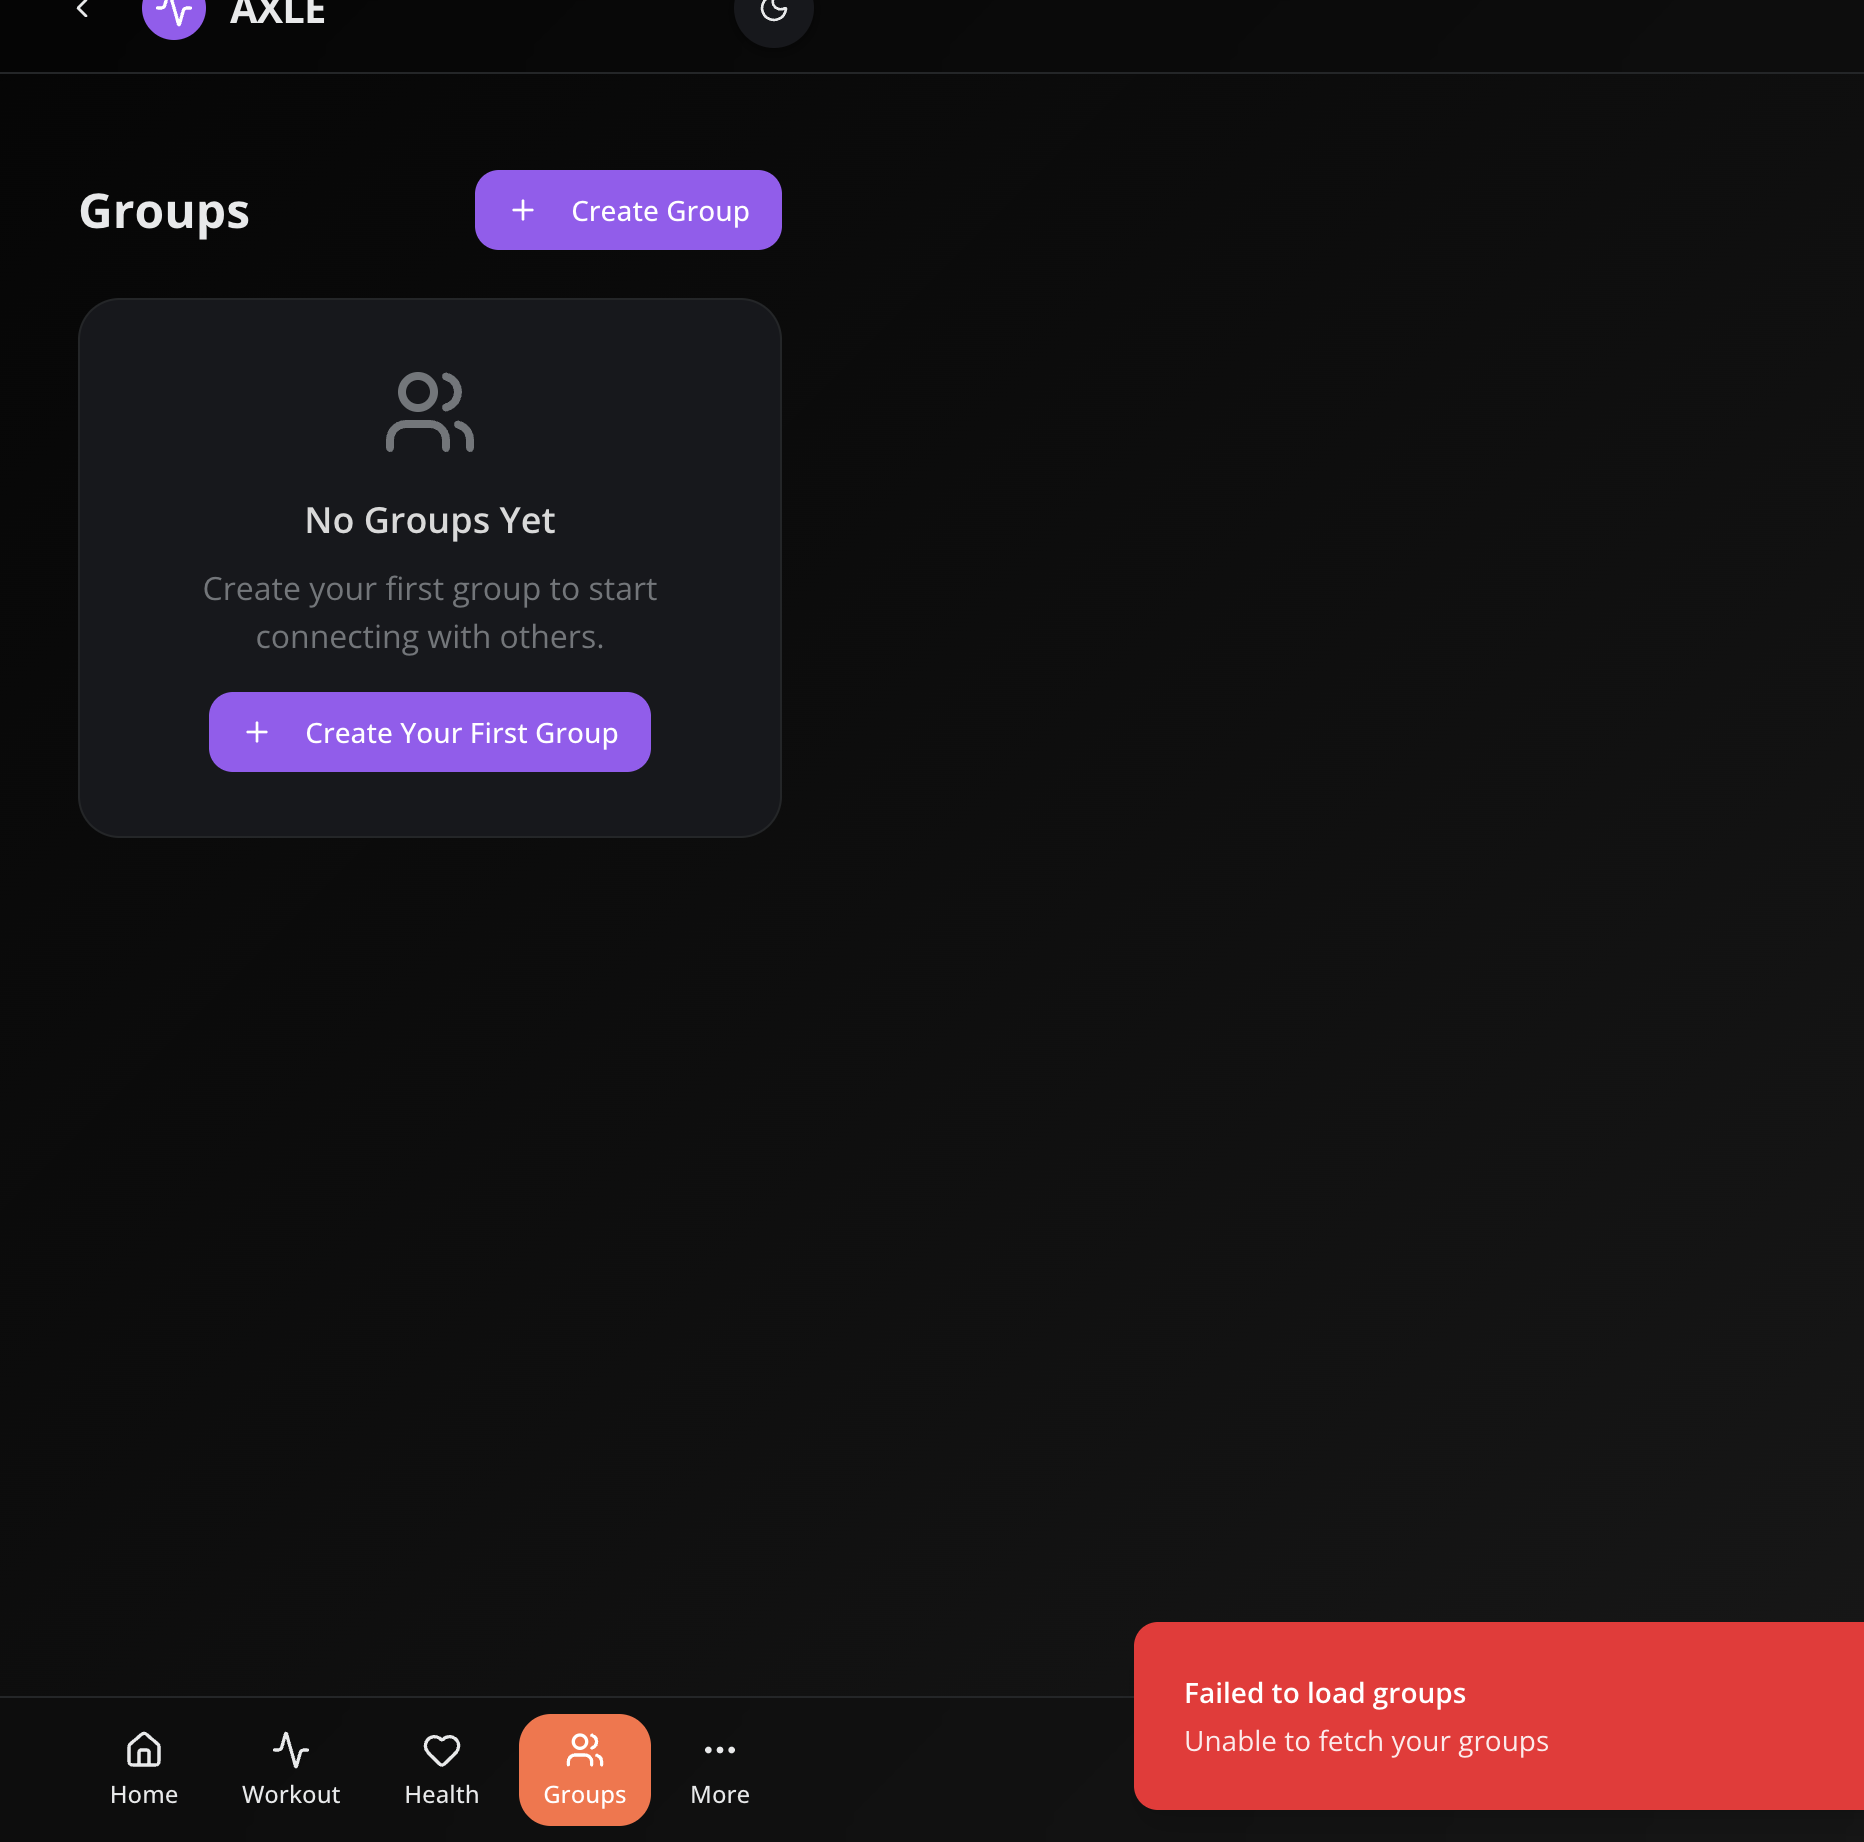 AXLE
Groups
Create Group
No Groups Yet
Create your first group to start
connecting with others.
Create Your First Group
Failed to load groups
Unable to fetch your groups
Home
Workout
Health
Groups
More